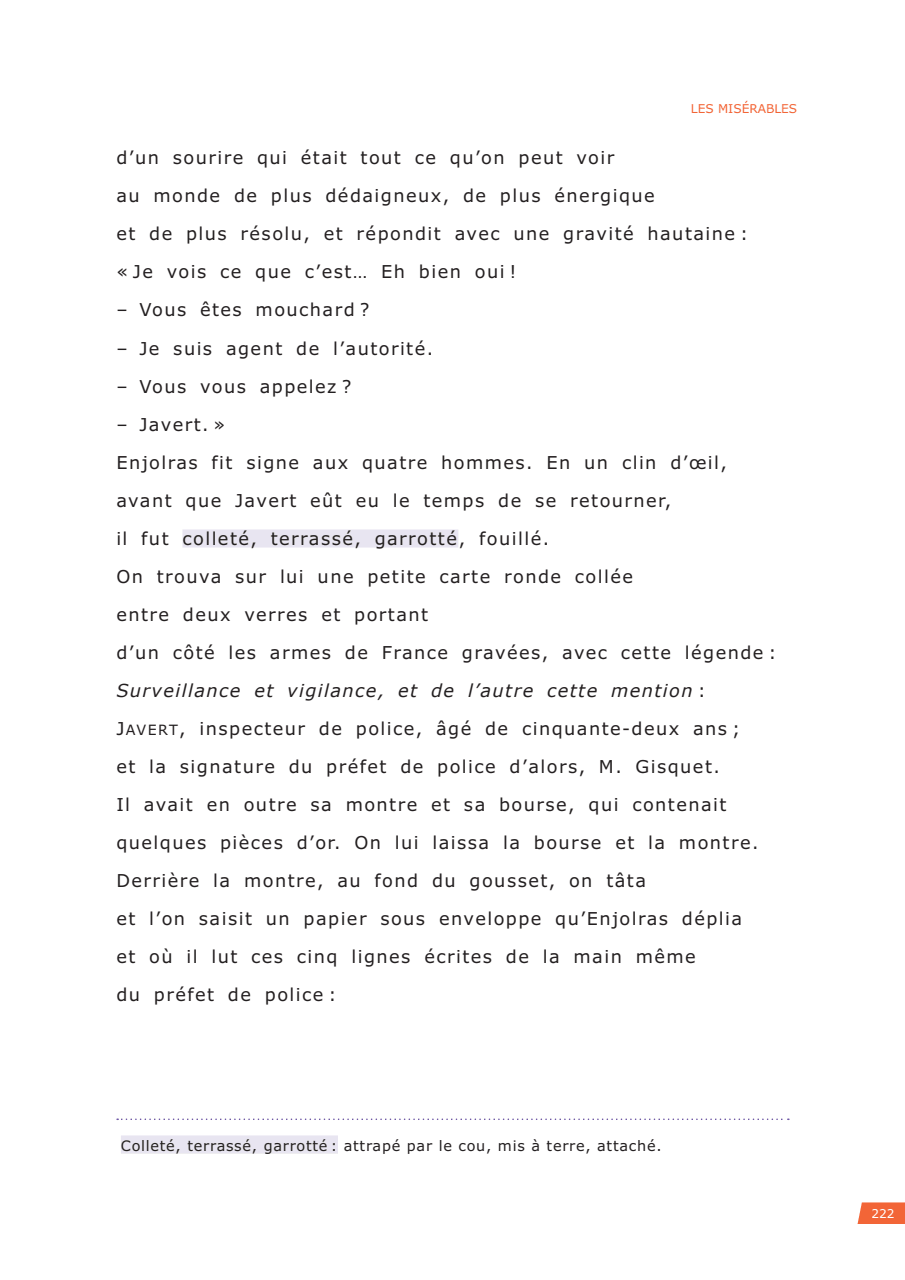 LES MISÉRABLES
d’un sourire qui était tout ce qu’on peut voir
au monde de plus dédaigneux, de plus énergique
et de plus résolu, et répondit avec une gravité hautaine :
« Je vois ce que c’est… Eh bien oui !
– Vous êtes mouchard ?
– Je suis agent de l’autorité.
– Vous vous appelez ?
– Javert. »
Enjolras fit signe aux quatre hommes. En un clin d’œil,
avant que Javert eût eu le temps de se retourner,
il fut colleté, terrassé, garrotté, fouillé.
On trouva sur lui une petite carte ronde collée
entre deux verres et portant
d’un côté les armes de France gravées, avec cette légende :
Surveillance et vigilance, et de l’autre cette mention :
JAVERT, inspecteur de police, âgé de cinquante-deux ans ;
et la signature du préfet de police d’alors, M. Gisquet.
Il avait en outre sa montre et sa bourse, qui contenait
quelques pièces d’or. On lui laissa la bourse et la montre.
Derrière la montre, au fond du gousset, on tâta
et l’on saisit un papier sous enveloppe qu’Enjolras déplia
et où il lut ces cinq lignes écrites de la main même
du préfet de police :
Colleté, terrassé, garrotté : attrapé par le cou, mis à terre, attaché.
222